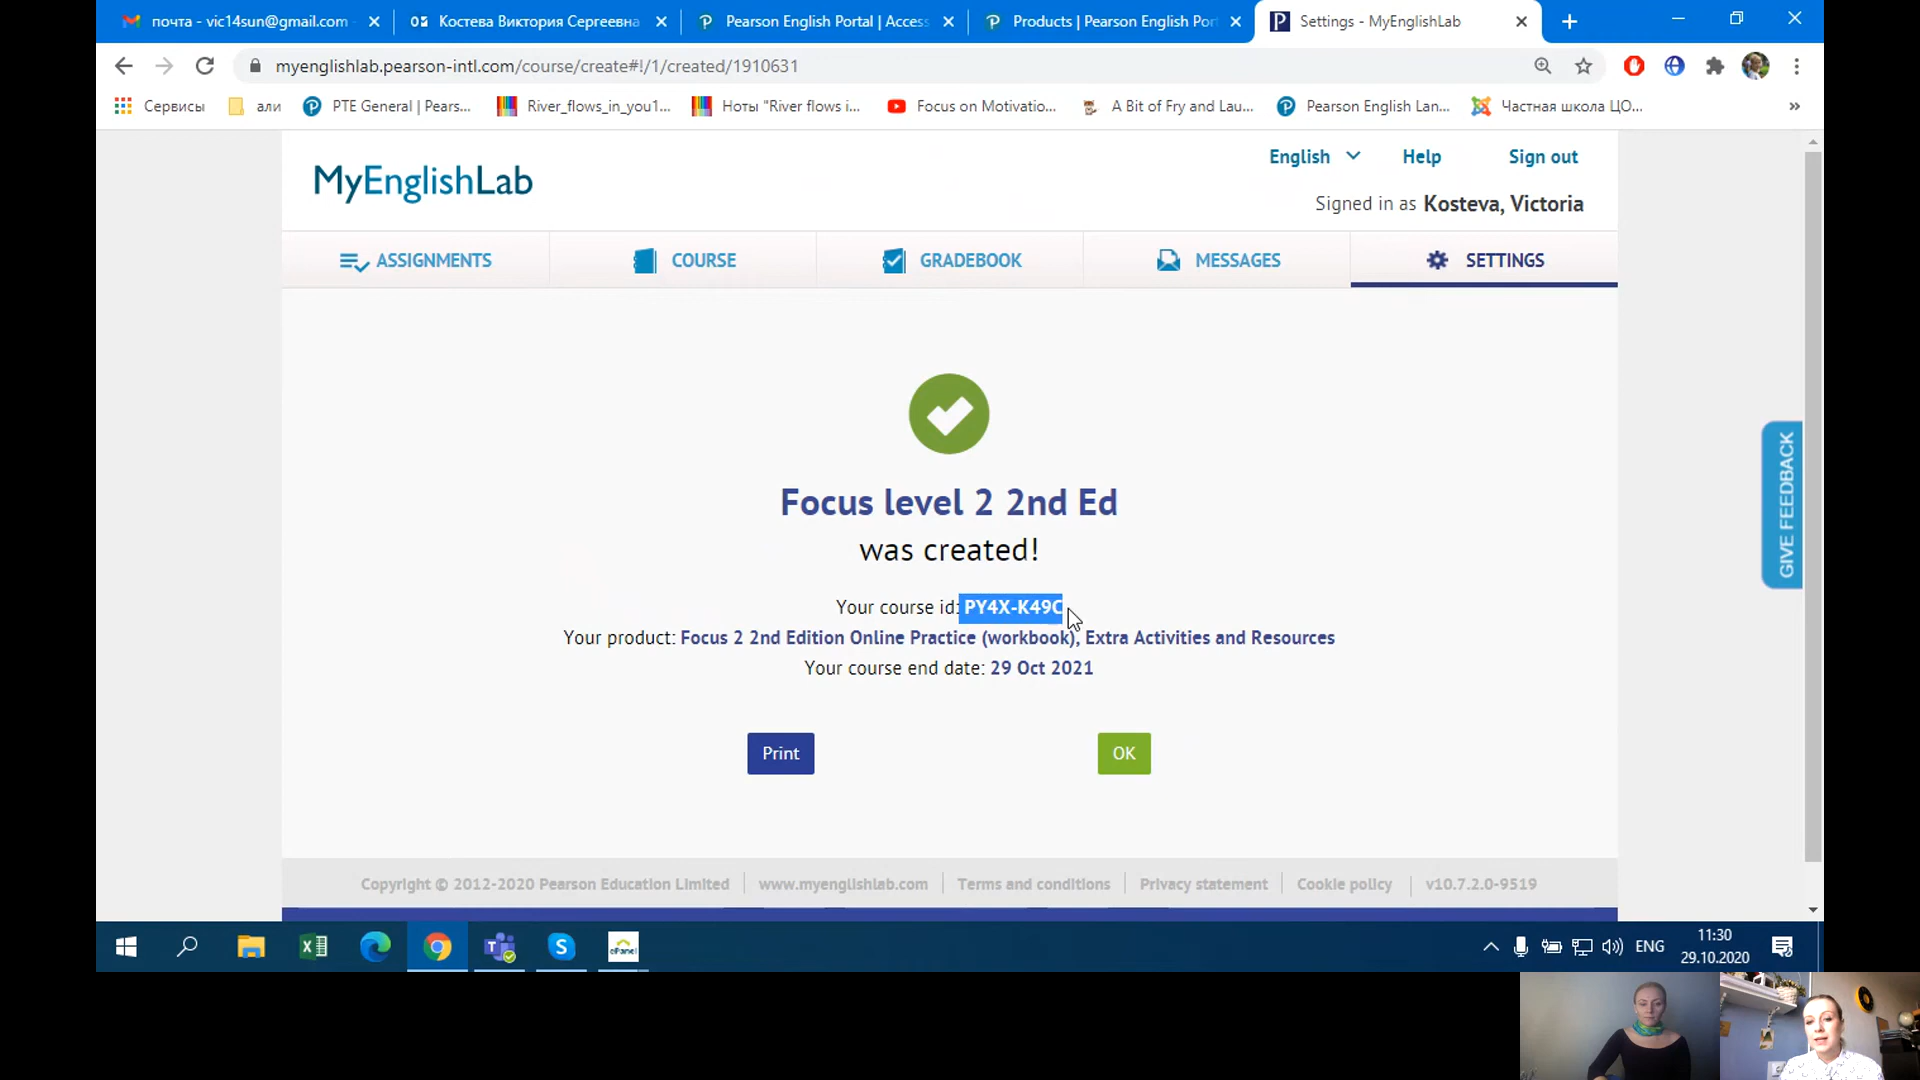 почта - vic14sun@gmail.com
Костева Виктория Сергеевна
Pearson English Portal | Access
Products | Pearson English Port
Settings - MyEnglishLab
myenglishlab.pearson-intl.com/course/create#!/1/created/1910631
Сервисы
али
PTE General | Pears...
River_flows_in_you1...
Ноты "River flows i...
Focus on Motivatio...
A Bit of Fry and Lau...
Pearson English Lan...
Частная школа ЦО...
MyEnglishLab
English
Help
Sign out
Signed in as Kosteva, Victoria
ASSIGNMENTS
COURSE
GRADEBOOK
MESSAGES
SETTINGS
GIVE FEEDBACK
Focus level 2 2nd Ed
was created!
Your course id: PY4X-K49C
Your product: Focus 2 2nd Edition Online Practice (workbook), Extra Activities and Resources
Your course end date: 29 Oct 2021
Print
OK
Copyright © 2012-2020 Pearson Education Limited
www.myenglishlab.com
Terms and conditions
Privacy statement
Cookie policy
v10.7.2.0-9519
ePanel
ENG
11:30
29.10.2020